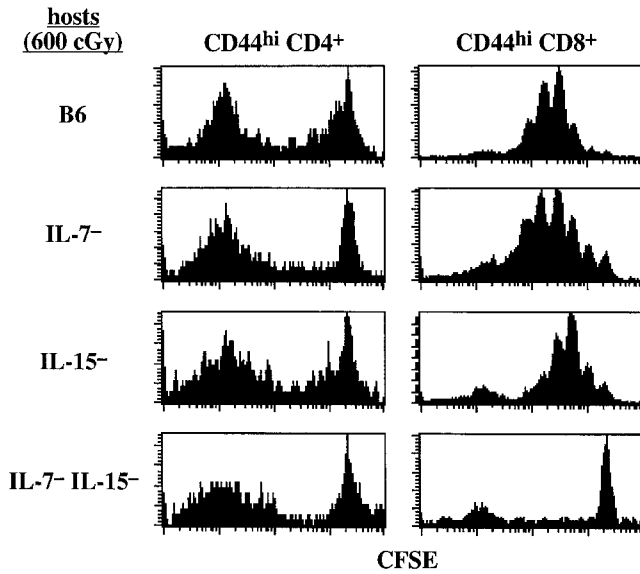 hosts
(600 cGy)
CD44hi CD4+
CD44hi CD8+
B6
IL-7−
IL-15−
IL-7− IL-15−
CFSE